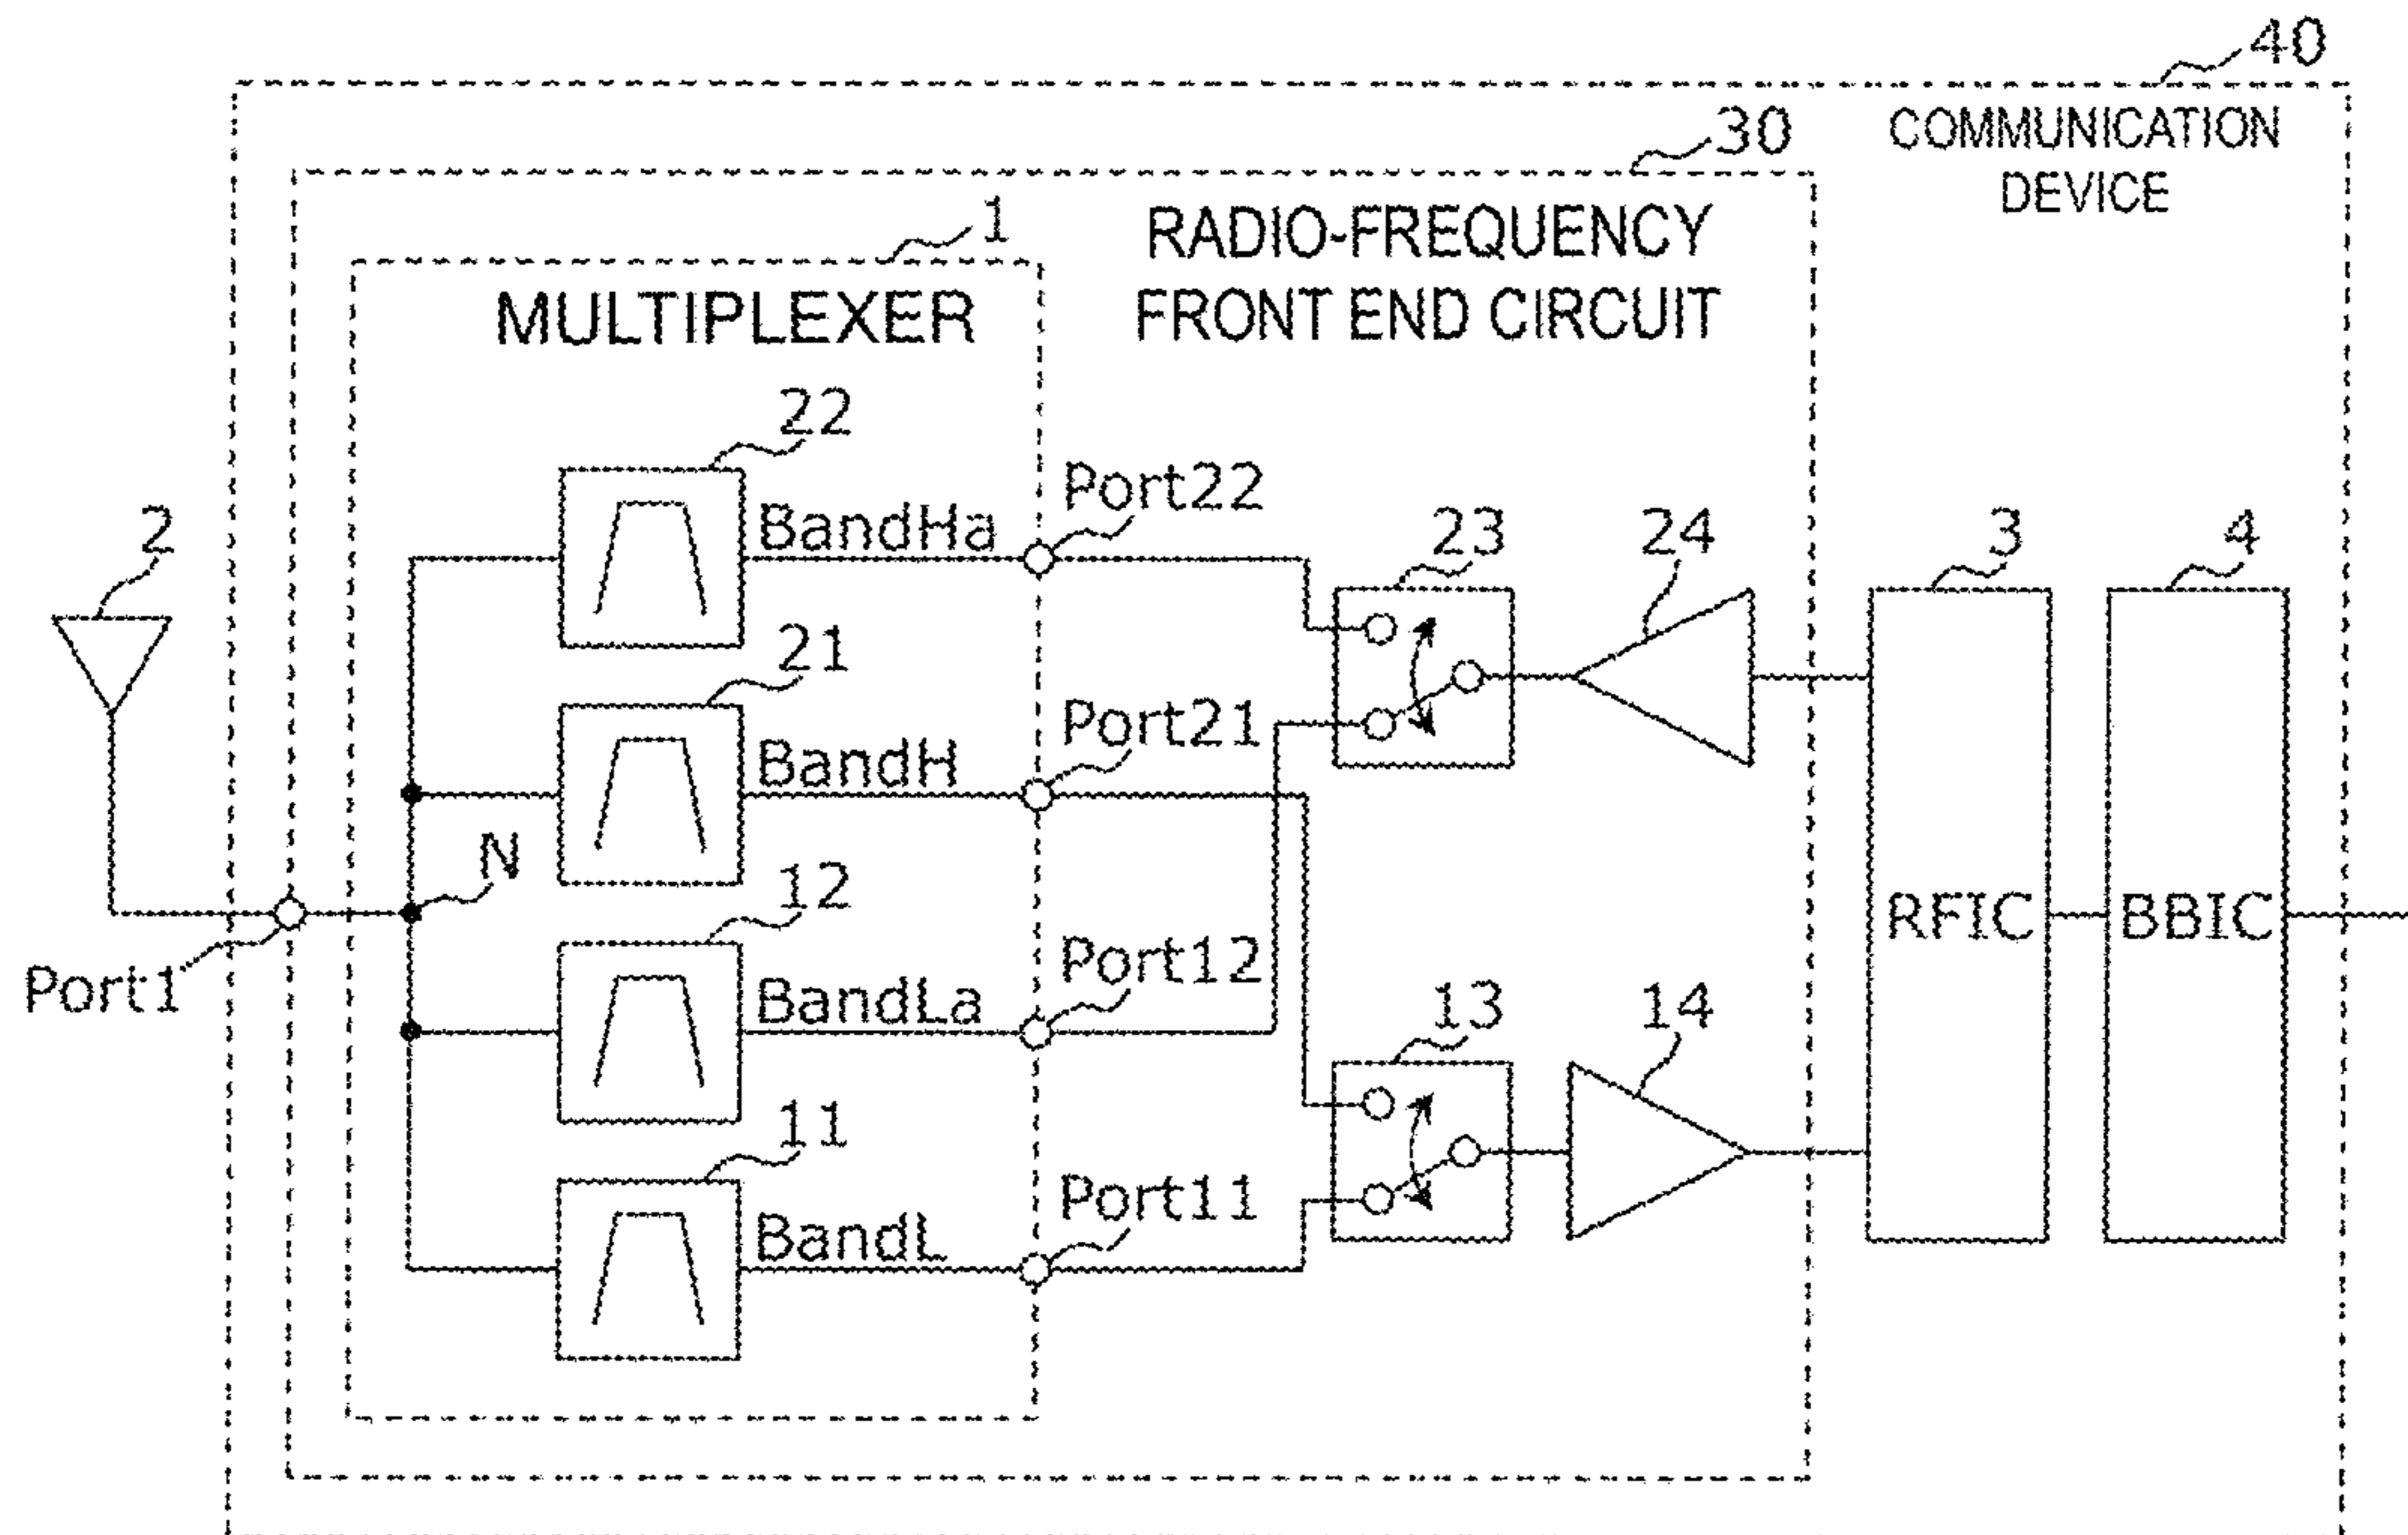 40
COMMUNICATION
DEVICE
30
RADIO-FREQUENCY
FRONT END CIRCUIT
1
MULTIPLEXER
22
BandHa
Port22
2
23
24
3
4
21
BandH
Port21
N
12
BandLa
Port12
RFIC
BBIC
Port1
13
14
11
BandL
Port11